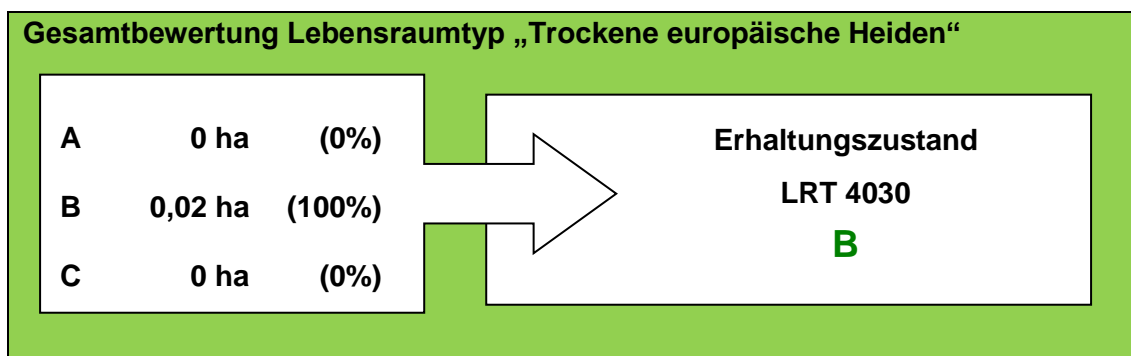 Gesamtbewertung Lebensraumtyp „Trockene europäische Heiden“
A 0 ha (0%)
B 0,02 ha (100%)
C 0 ha (0%)
Erhaltungszustand
LRT 4030
B